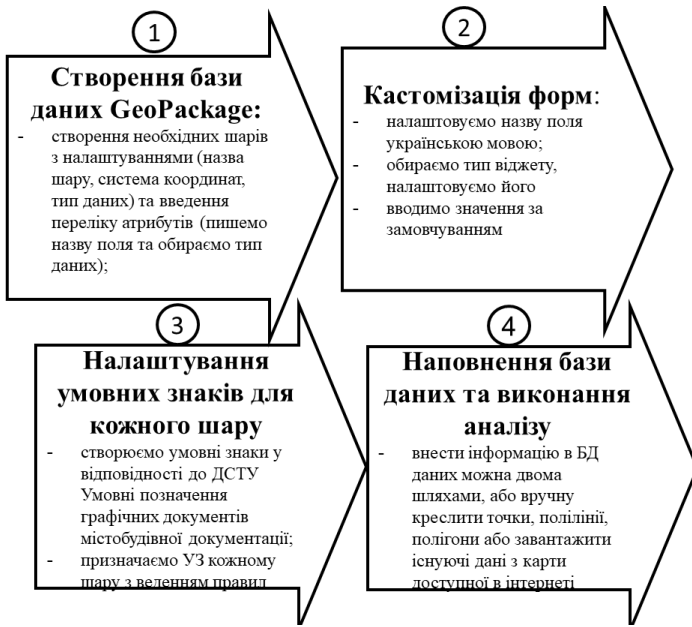 1
Створення бази
даних GeoPackage:
- створення необхідних шарів
з налаштуваннями (назва
шару, система координат,
тип даних) та введення
переліку атрибутів (пишемо
назву поля та обираємо тип
даних);
2
Кастомізація форм:
- налаштовуємо назву поля
українською мовою;
- обираємо тип віджету,
налаштовуємо його
- вводимо значення за
замовчуванням
3
Налаштування
умовних знаків для
кожного шару
- створюємо умовні знаки у
відповідності до ДСТУ
Умовні позначення
графічних документів
містобудівної документації;
- призначаємо УЗ кожному
шару з веденням правил
4
Наповнення бази
даних та виконання
аналізу
- внести інформацію в БД
даних можна двома
шляхами, або вручну
креслити точки, полілінії,
полігони або завантажити
існуючі дані з карти
доступної в інтернеті